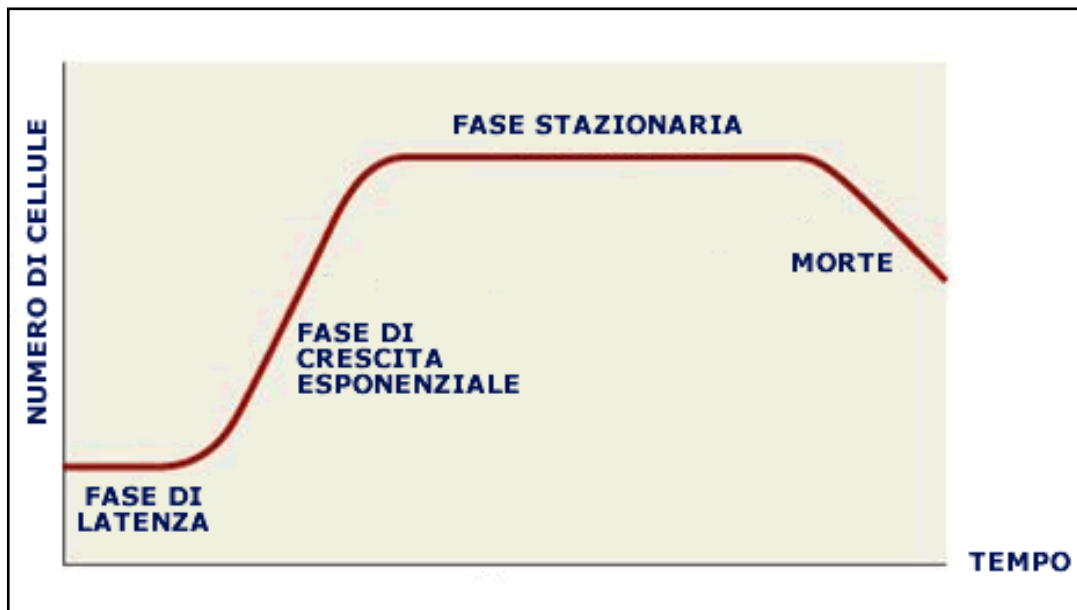 NUMERO DI CELLULE
FASE STAZIONARIA
MORTE
FASE DI
CRESCITA
ESPONENZIALE
FASE DI
LATENZA
TEMPO